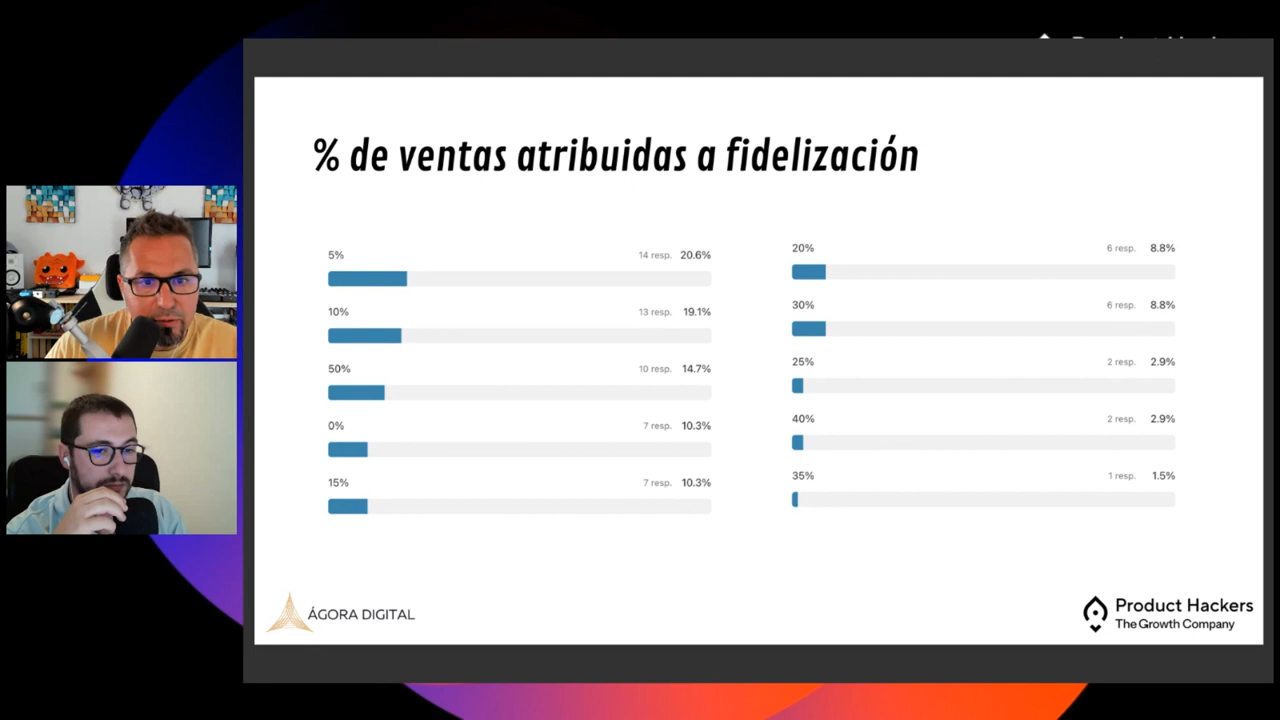 % de ventas atribuidas a fidelización
5% 14 resp. 20.6%
10% 13 resp. 19.1%
50% 10 resp. 14.7%
0% 7 resp. 10.3%
15% 7 resp. 10.3%
20% 6 resp. 8.8%
30% 6 resp. 8.8%
25% 2 resp. 2.9%
40% 2 resp. 2.9%
35% 1 resp. 1.5%
ÁGORA DIGITAL
Product Hackers
The Growth Company